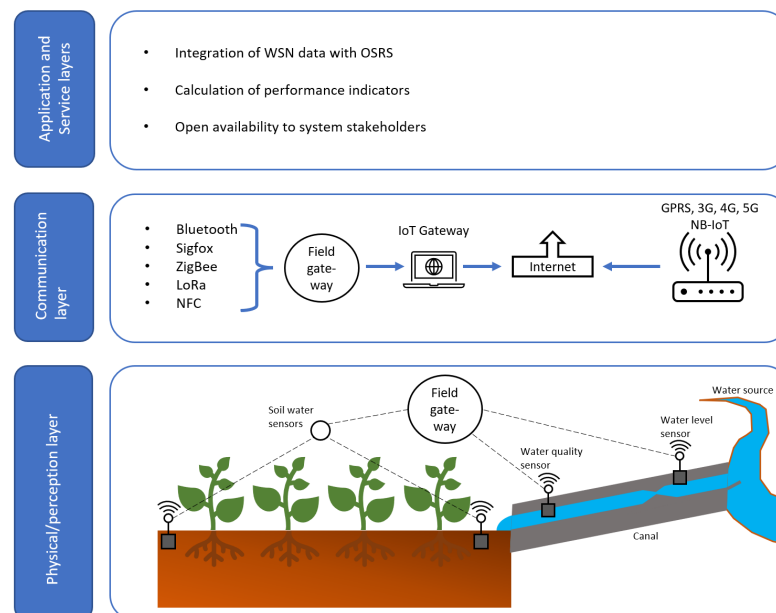 Application and
Service layers
• Integration of WSN data with OSRS
• Calculation of performance indicators
• Open availability to system stakeholders
Communication
layer
• Bluetooth
• Sigfox
• ZigBee
• LoRa
• NFC
Field
gate-
way
IoT Gateway
Internet
GPRS, 3G, 4G, 5G
NB-IoT
Physical/perception layer
Soil water
sensors
Field
gate-
way
Water quality
sensor
Water level
sensor
Water source
Canal